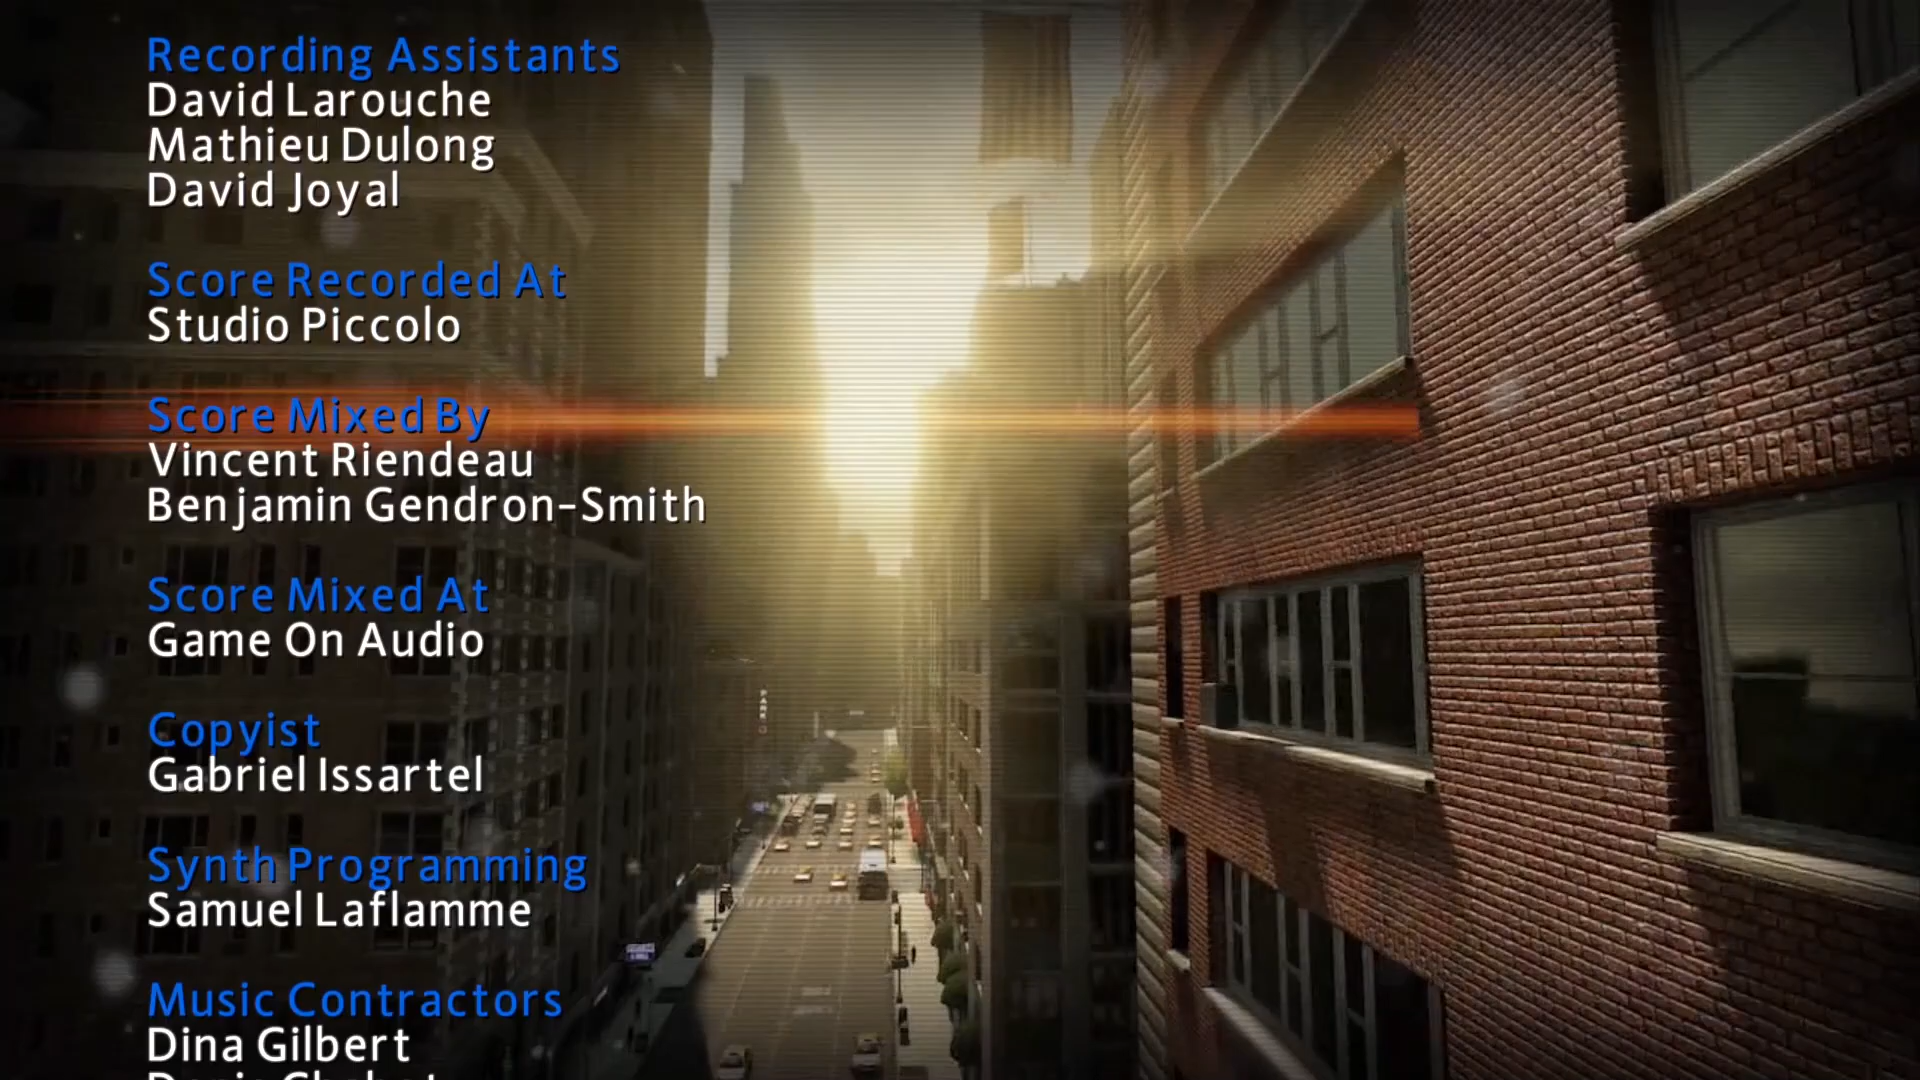 Recording Assistants
David Larouche
Mathieu Dulong
David Joyal
Score Recorded At
Studio Piccolo
Score Mixed By
Vincent Riendeau
Benjamin Gendron-Smith
Score Mixed At
Game On Audio
Copyist
Gabriel Issartel
Synth Programming
Samuel Laflamme
Music Contractors
Dina Gilbert
PARK